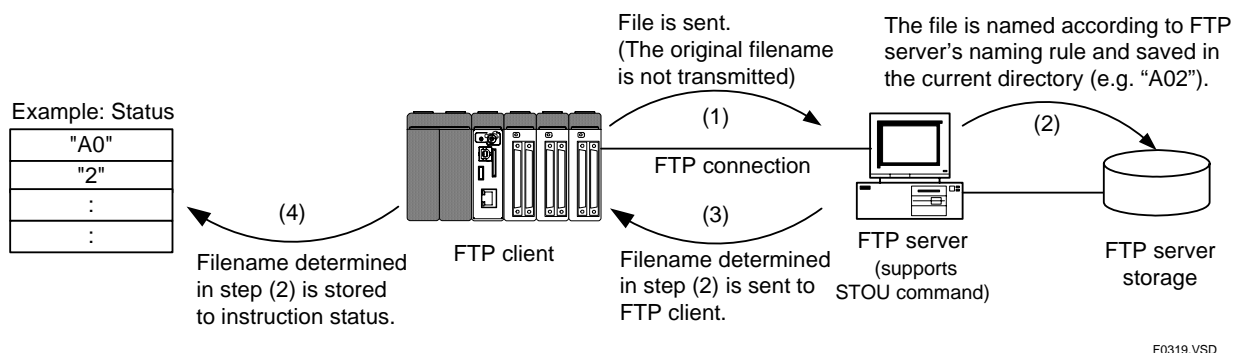 File is sent.
(The original filename
is not transmitted)
The file is named according to FTP
server's naming rule and saved in
the current directory (e.g. “A02”).
Example: Status
"A0"
"2"
:
:
(1)
(2)
FTP connection
(4)
(3)
FTP client
Filename determined
in step (2) is stored
to instruction status.
Filename determined
in step (2) is sent to
FTP client.
FTP server
(supports
STOU command)
FTP server
storage
F0319.VSD